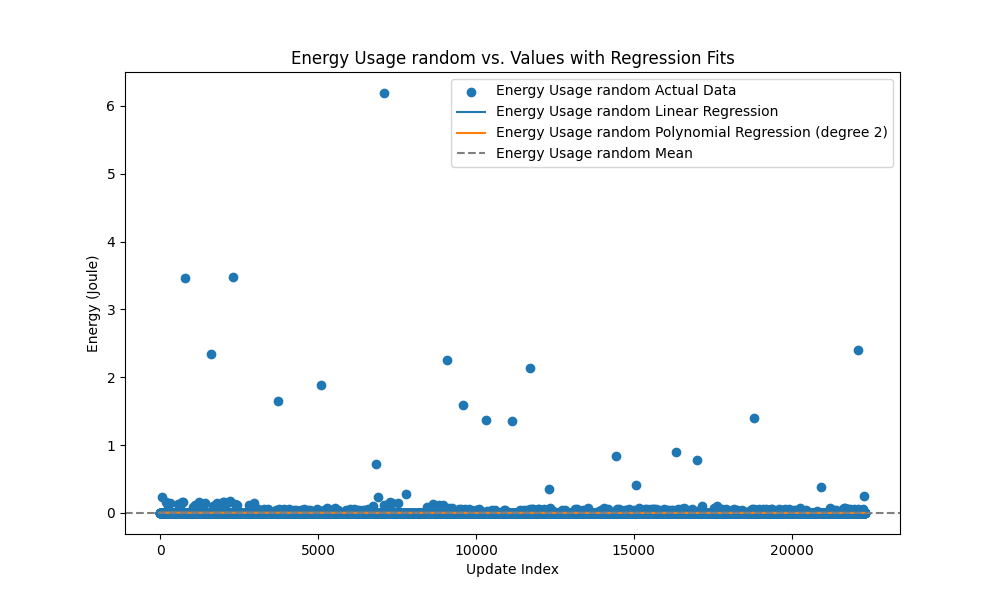 Energy Usage random vs. Values with Regression Fits
Energy Usage random Actual Data
Energy Usage random Linear Regression
Energy Usage random Polynomial Regression (degree 2)
Energy Usage random Mean
Energy (Joule)
6
5
4
3
2
1
0
0 5000 10000 15000 20000
Update Index